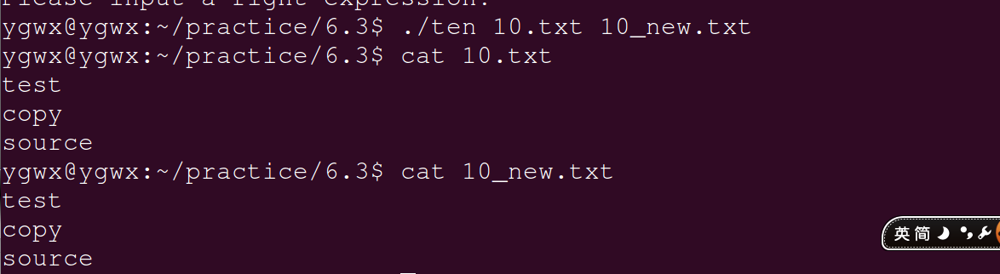 Please input a right expression.
ygwx@ygwx:~/practice/6.3$ ./ten 10.txt 10_new.txt
ygwx@ygwx:~/practice/6.3$ cat 10.txt
test
copy
source
ygwx@ygwx:~/practice/6.3$ cat 10_new.txt
test
copy
英 简
source